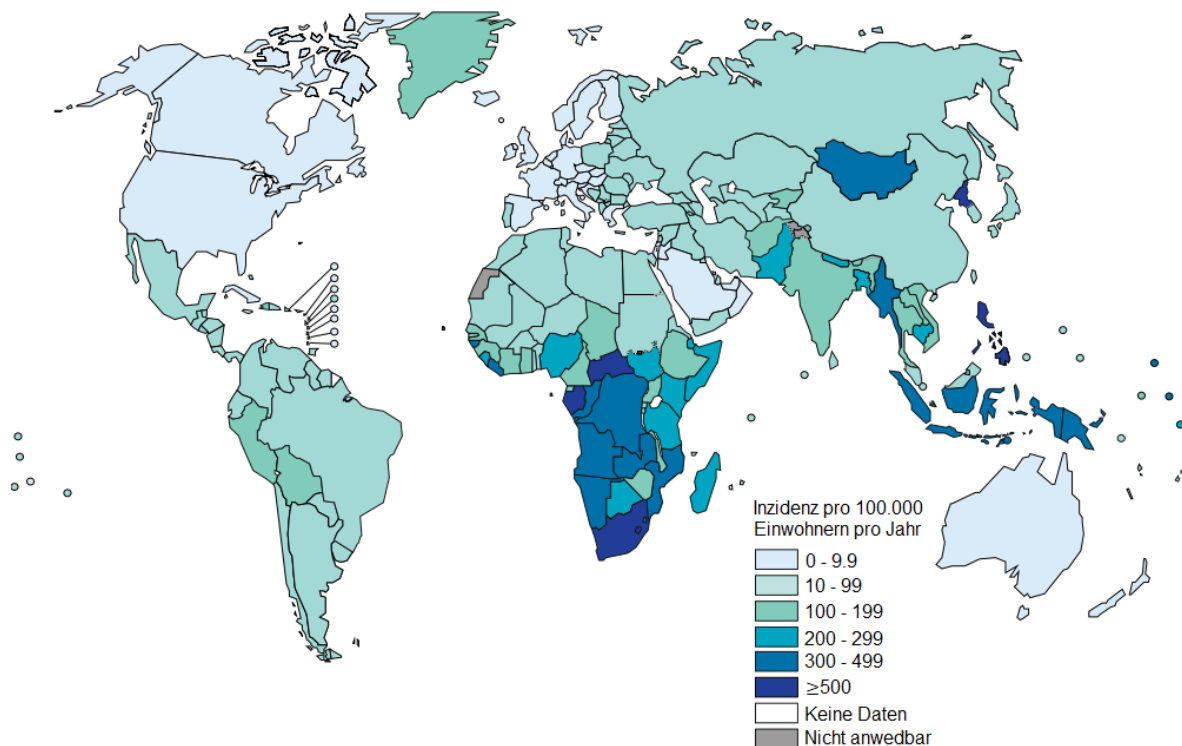 Inzidenz pro 100.000
Einwohnern pro Jahr
0 - 9.9
10 - 99
100 - 199
200 - 299
300 - 499
≥500
Keine Daten
Nicht anwedbar